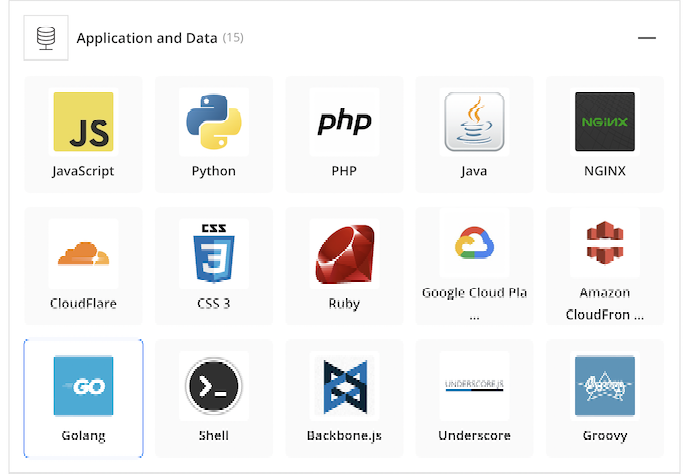 Application and Data (15)
JS
php
NGINX
JavaScript
Python
PHP
Java
NGINX
CSS
3
CloudFlare
CSS 3
Ruby
Google Cloud Pla
...
Amazon
CloudFron ...
GO
>_
UNDERSCORE.JS
Golang
Shell
Backbone.js
Underscore
Groovy